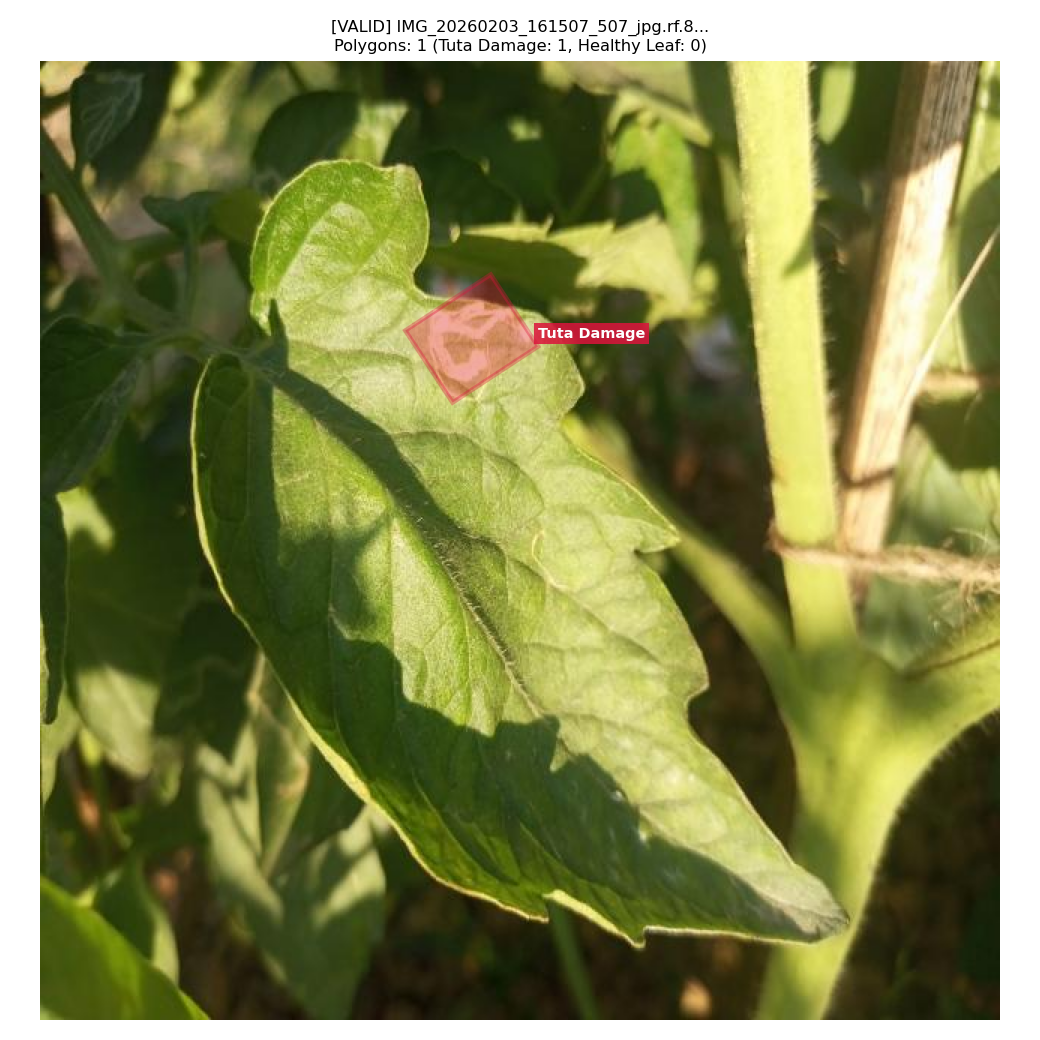 [VALID] IMG_20260203_161507_507_jpg.rf.8...
Polygons: 1 (Tuta Damage: 1, Healthy Leaf: 0)
Tuta Damage